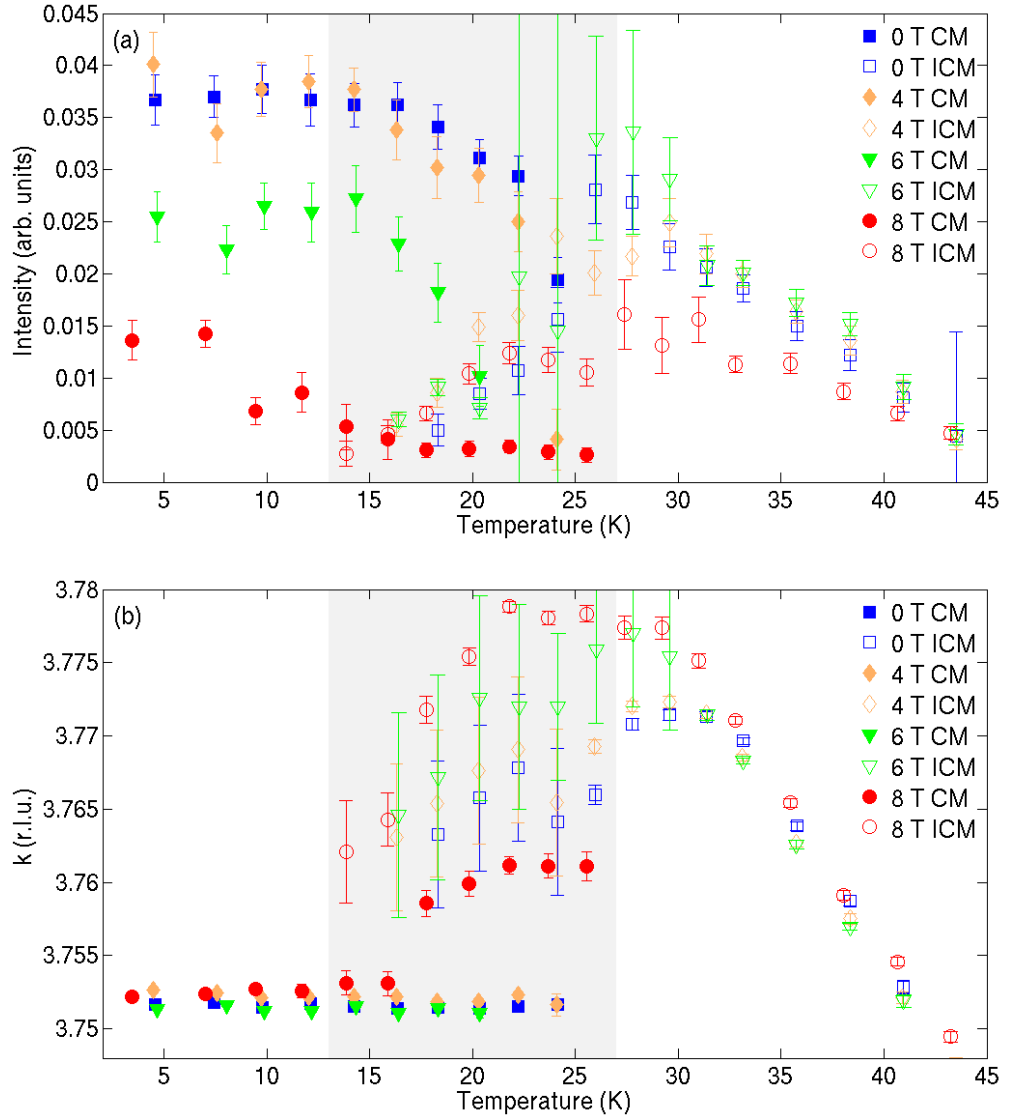 (a)
Intensity (arb. units)
0.045
0.04
0.035
0.03
0.025
0.02
0.015
0.01
0.005
0
5 10 15 20 25 30 35 40 45
Temperature (K)
0 T CM
0 T ICM
4 T CM
4 T ICM
6 T CM
6 T ICM
8 T CM
8 T ICM
(b)
k (r.l.u.)
3.78
3.775
3.77
3.765
3.76
3.755
3.75
5 10 15 20 25 30 35 40 45
Temperature (K)
0 T CM
0 T ICM
4 T CM
4 T ICM
6 T CM
6 T ICM
8 T CM
8 T ICM